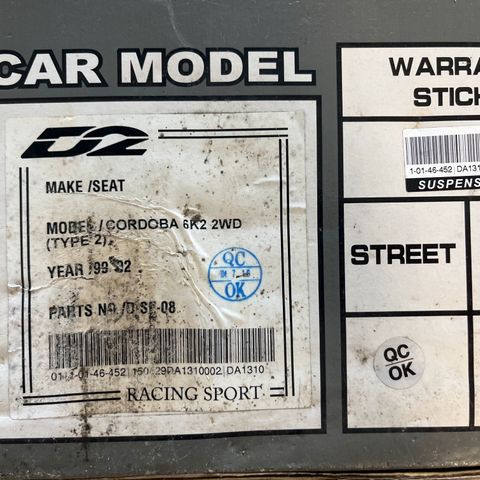 CAR MODEL
D2
MAKE /SEAT
MODEL /CORDOBA 6K2 2WD
(TYPE 2)
YEAR /99~02
PARTS NO /D-SE-08
QC
OK
DA1310
RACING SPORT
WARRA
STICK
1-01-46-452 DA131
SUSPENS
STREET
QC
OK